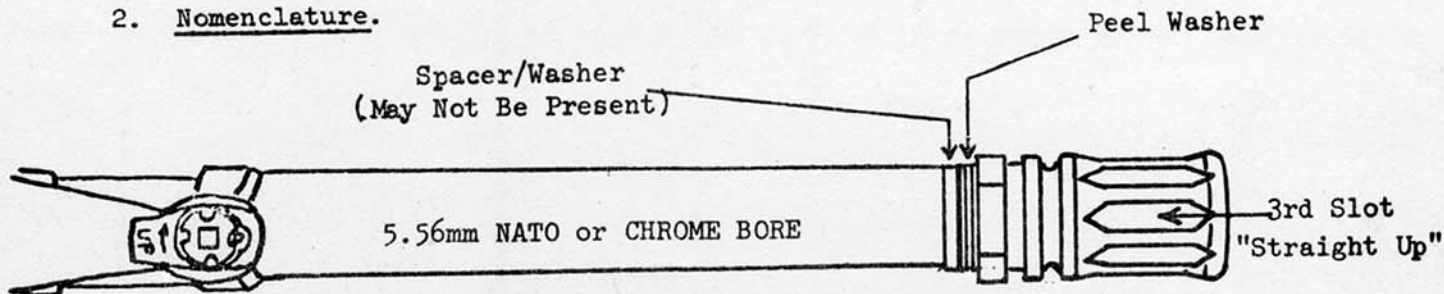 2. Nomenclature.
Peel Washer
Spacer/Washer
(May Not Be Present)
5.56mm NATO or CHROME BORE
3rd Slot
"Straight Up"
UP